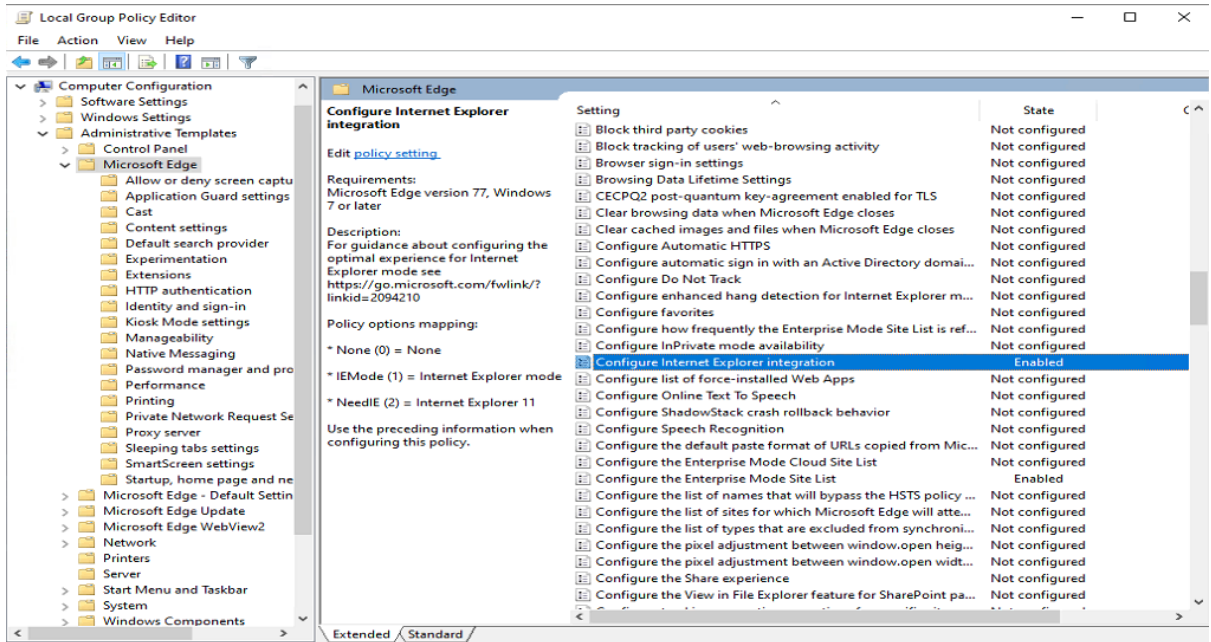 Local Group Policy Editor
File Action View Help
Computer Configuration
Software Settings
Windows Settings
Administrative Templates
Control Panel
Microsoft Edge
Allow or deny screen captu
Application Guard settings
Cast
Content settings
Default search provider
Experimentation
Extensions
HTTP authentication
Identity and sign-in
Kiosk Mode settings
Manageability
Native Messaging
Password manager and pro
Performance
Printing
Private Network Request Se
Proxy server
Sleeping tabs settings
SmartScreen settings
Startup, home page and ne
Microsoft Edge - Default Settin
Microsoft Edge Update
Microsoft Edge WebView2
Network
Printers
Server
Start Menu and Taskbar
System
Windows Components
Microsoft Edge
Configure Internet Explorer
integration
Edit policy setting
Requirements:
Microsoft Edge version 77, Windows
7 or later
Description:
For guidance about configuring the
optimal experience for Internet
Explorer mode see
https://go.microsoft.com/fwlink/?
linkid=2094210
Policy options mapping:
* None (0) = None
* IEMode (1) = Internet Explorer mode
* NeedIE (2) = Internet Explorer 11
Use the preceding information when
configuring this policy.
Setting State
Block third party cookies Not configured
Block tracking of users' web-browsing activity Not configured
Browser sign-in settings Not configured
Browsing Data Lifetime Settings Not configured
CECPQ2 post-quantum key-agreement enabled for TLS Not configured
Clear browsing data when Microsoft Edge closes Not configured
Clear cached images and files when Microsoft Edge closes Not configured
Configure Automatic HTTPS Not configured
Configure automatic sign in with an Active Directory domai... Not configured
Configure Do Not Track Not configured
Configure enhanced hang detection for Internet Explorer m... Not configured
Configure favorites Not configured
Configure how frequently the Enterprise Mode Site List is ref... Not configured
Configure InPrivate mode availability Not configured
Configure Internet Explorer integration Enabled
Configure list of force-installed Web Apps Not configured
Configure Online Text To Speech Not configured
Configure ShadowStack crash rollback behavior Not configured
Configure Speech Recognition Not configured
Configure the default paste format of URLs copied from Mic... Not configured
Configure the Enterprise Mode Cloud Site List Not configured
Configure the Enterprise Mode Site List Enabled
Configure the list of names that will bypass the HSTS policy ... Not configured
Configure the list of sites for which Microsoft Edge will atte... Not configured
Configure the list of types that are excluded from synchroni... Not configured
Configure the pixel adjustment between window.open heig... Not configured
Configure the pixel adjustment between window.open widt... Not configured
Configure the Share experience Not configured
Configure the View in File Explorer feature for SharePoint pa... Not configured
Extended Standard